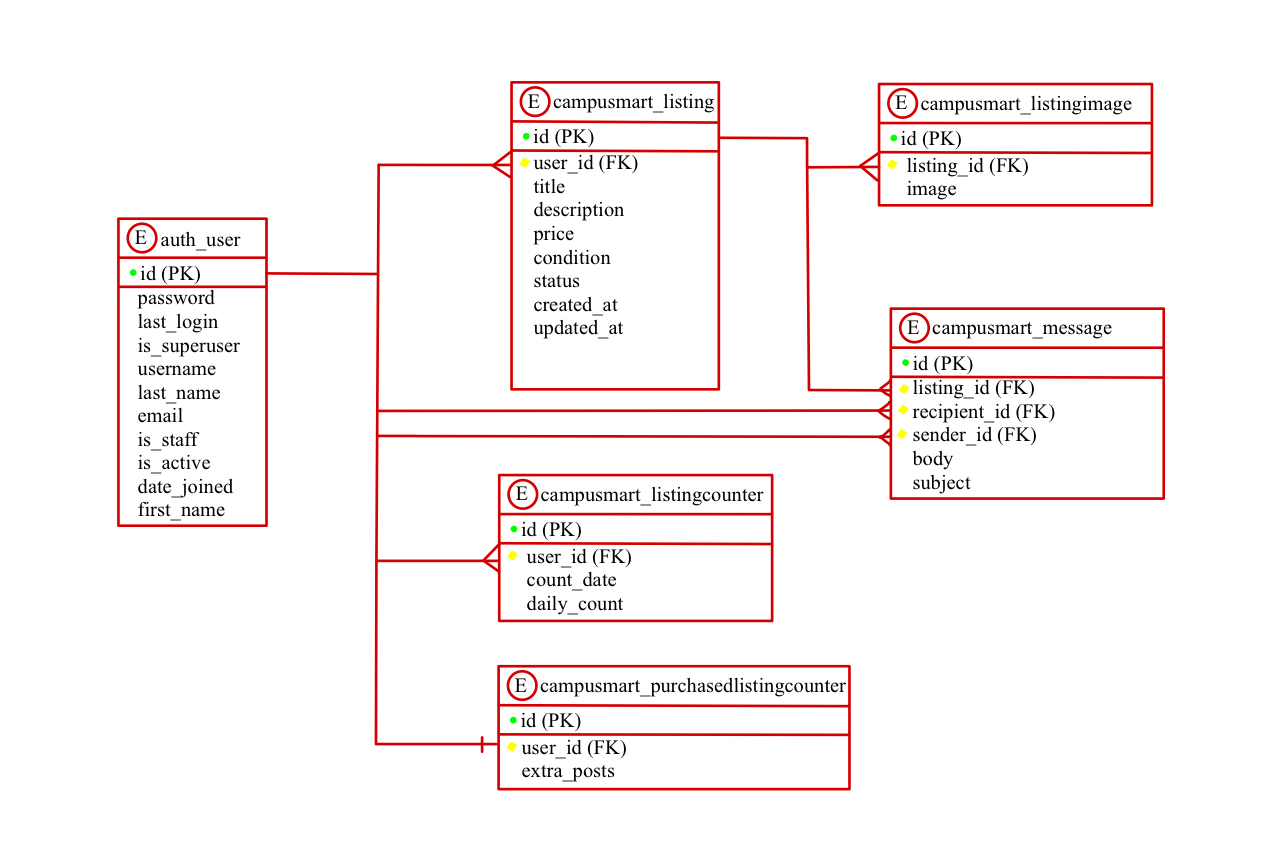 E auth_user
id (PK)
password
last_login
is_superuser
username
last_name
email
is_staff
is_active
date_joined
first_name
E campusmart_listing
id (PK)
user_id (FK)
title
description
price
condition
status
created_at
updated_at
E campusmart_listingimage
id (PK)
listing_id (FK)
image
E campusmart_message
id (PK)
listing_id (FK)
recipient_id (FK)
sender_id (FK)
body
subject
E campusmart_listingcounter
id (PK)
user_id (FK)
count_date
daily_count
E campusmart_purchasedlistingcounter
id (PK)
user_id (FK)
extra_posts